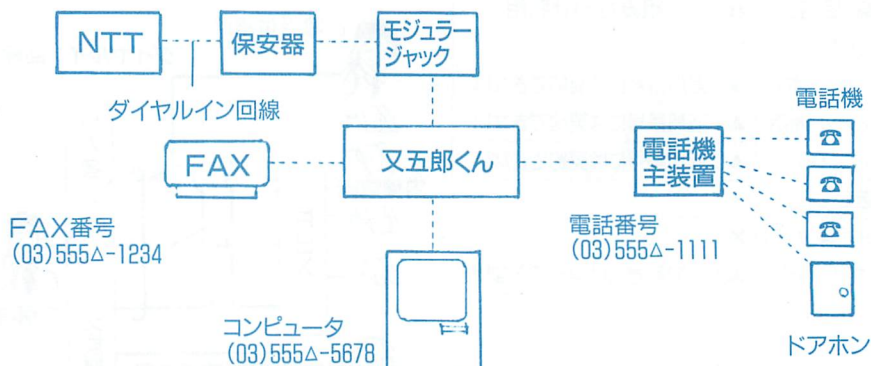 NTT
保安器
モジュラー
ジャック
ダイヤルイン回線
電話機
FAX
又五郎くん
電話機
主装置
FAX番号
(03)555△-1234
電話番号
(03)555△-1111
コンピュータ
(03)555△-5678
ドアホン